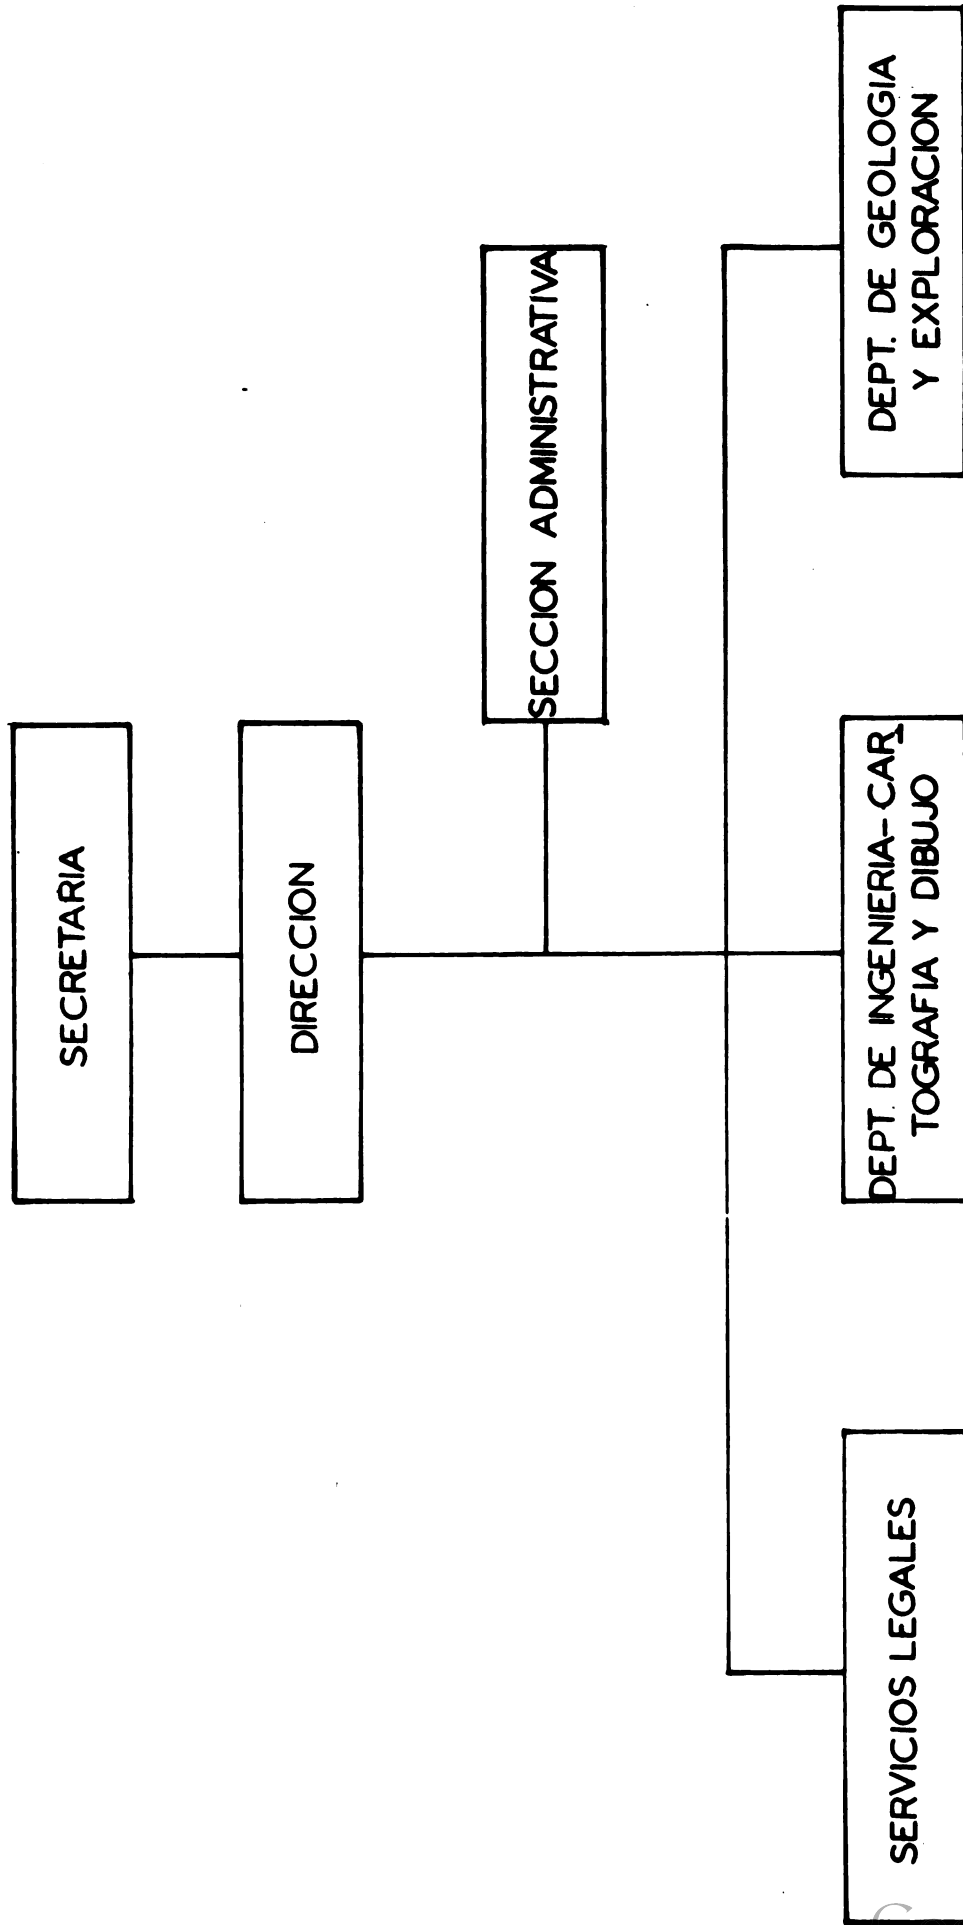 SECRETARIA
DIRECCION
SECCION ADMINISTRATIVA
SERVICIOS LEGALES
DEPT. DE INGENIERIA-CAR
TOGRAFIA Y DIBUJO
DEPT. DE GEOLOGIA
Y EXPLORACION